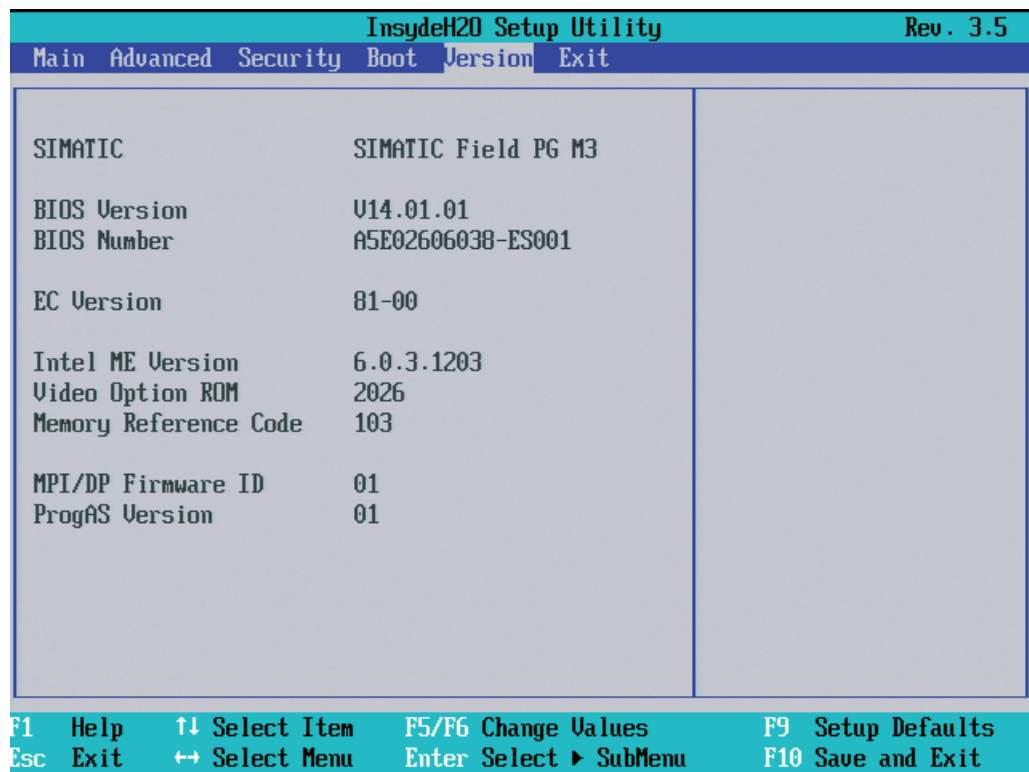 InsydeH2O Setup Utility Rev. 3.5
Main Advanced Security Boot Version Exit
SIMATIC SIMATIC Field PG M3
BIOS Version V14.01.01
BIOS Number A5E02606038-ES001
EC Version 81-00
Intel ME Version 6.0.3.1203
Video Option ROM 2026
Memory Reference Code 103
MPI/DP Firmware ID 01
ProgAS Version 01
F1 Help ↑↓ Select Item F5/F6 Change Values F9 Setup Defaults
Esc Exit ↔ Select Menu Enter Select ▶ SubMenu F10 Save and Exit